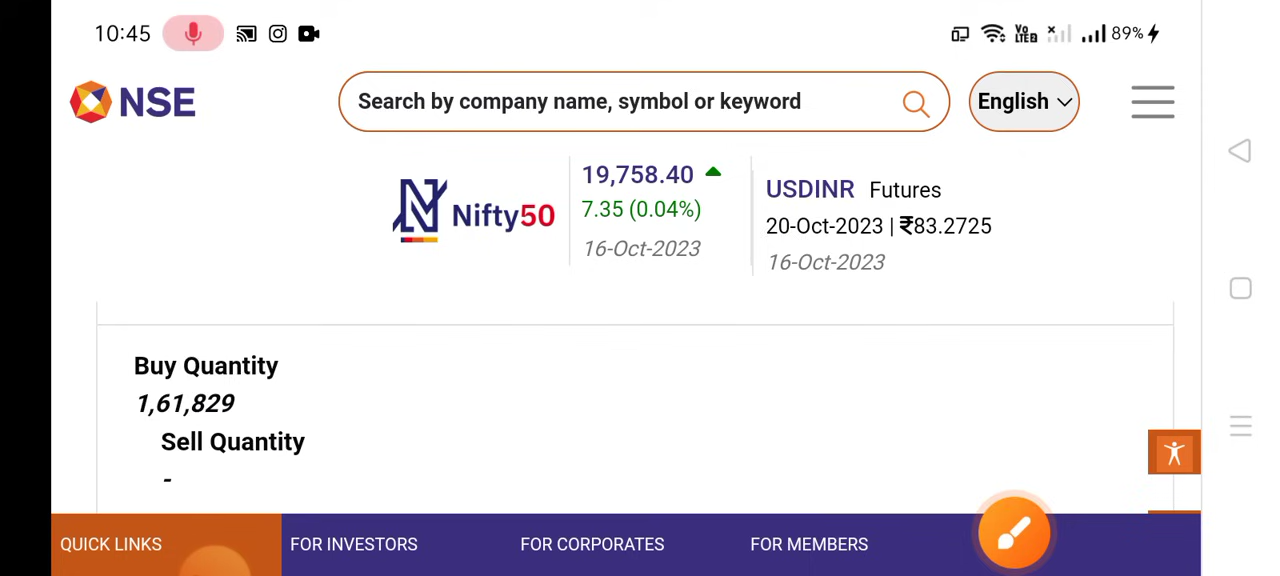 10:45
Vo LTE2
89%
NSE
Search by company name, symbol or keyword
English
Nifty50
19,758.40
7.35 (0.04%)
16-Oct-2023
USDINR Futures
20-Oct-2023 | ₹83.2725
16-Oct-2023
Buy Quantity
1,61,829
Sell Quantity
-
QUICK LINKS
FOR INVESTORS
FOR CORPORATES
FOR MEMBERS